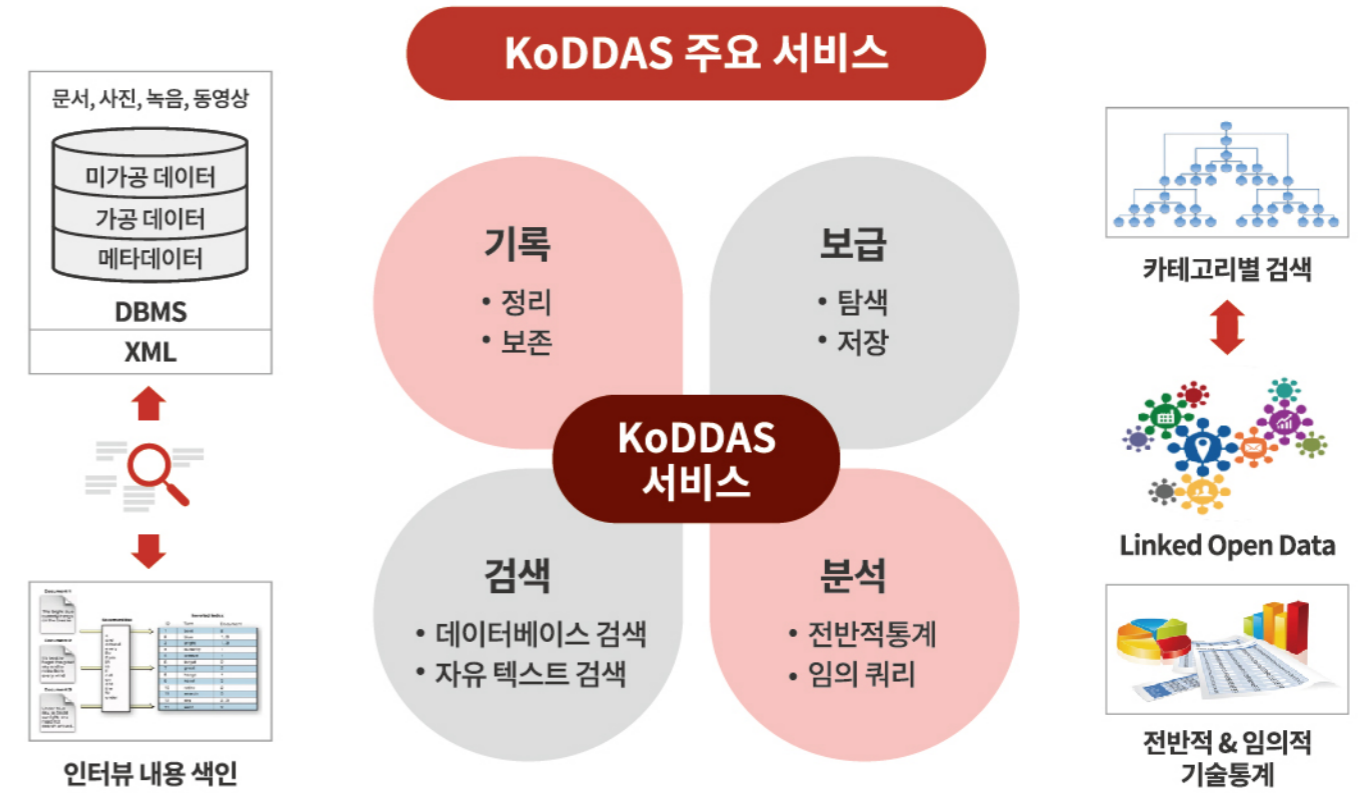 KoDDAS 주요 서비스
문서, 사진, 녹음, 동영상
미가공 데이터
가공 데이터
메타데이터
DBMS
XML
인터뷰 내용 색인
기록
• 정리
• 보존
보급
• 탐색
• 저장
KoDDAS
서비스
검색
• 데이터베이스 검색
• 자유 텍스트 검색
분석
• 전반적통계
• 임의 쿼리
카테고리별 검색
Linked Open Data
전반적 & 임의적
기술통계